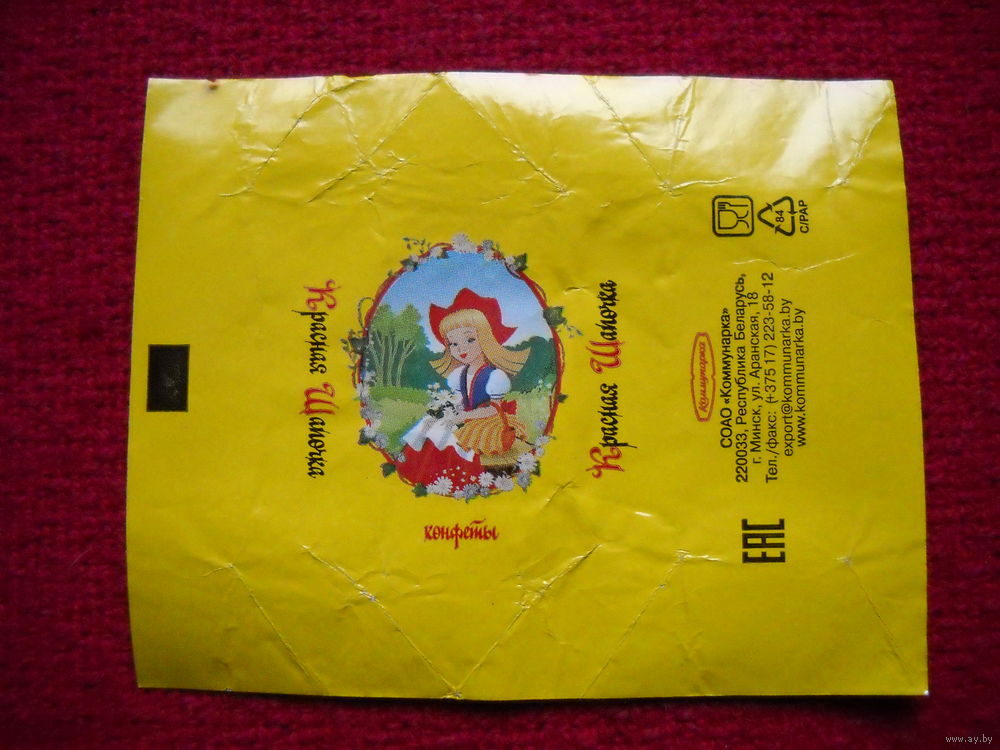 Красная Шапочка
Красная Шапочка
конфеты
Коммунарка
СОАО «Коммунарка»
220033, Республика Беларусь,
г. Минск, ул. Аранская, 18
Тел./факс: (+375 17) 223-58-12
export@kommunarka.by
www.kommunarka.by
84
C/PAP
EAC
www.ay.by